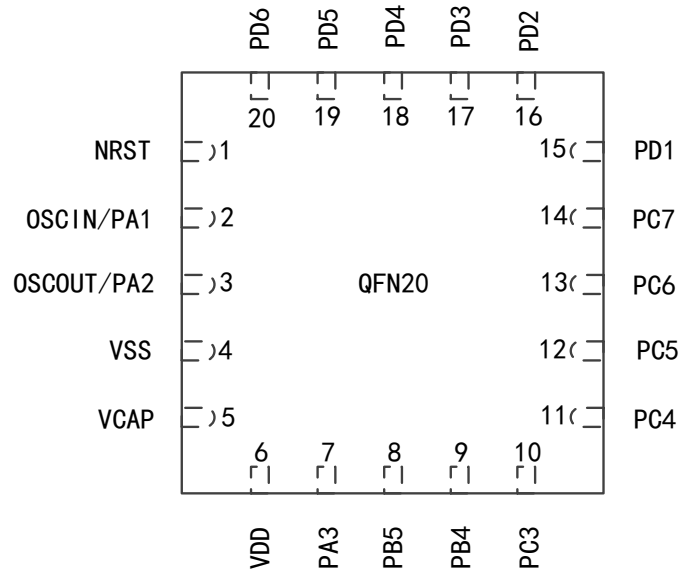 PD6 PD5 PD4 PD3 PD2
20 19 18 17 16
NRST 1 15 PD1
OSCIN/PA1 2 14 PC7
OSCOUT/PA2 3 QFN20 13 PC6
VSS 4 12 PC5
VCAP 5 11 PC4
6 7 8 9 10
VDD PA3 PB5 PB4 PC3